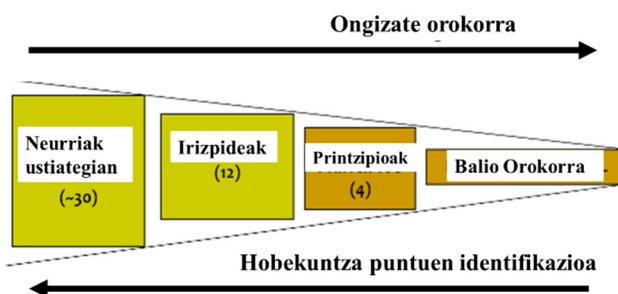 Ongizate orokorra
Neurriak
ustiategian
(~30)
Irizpideak
(12)
Printzipioak
(4)
Balio Orokorra
Hobekuntza puntuen identifikazioa